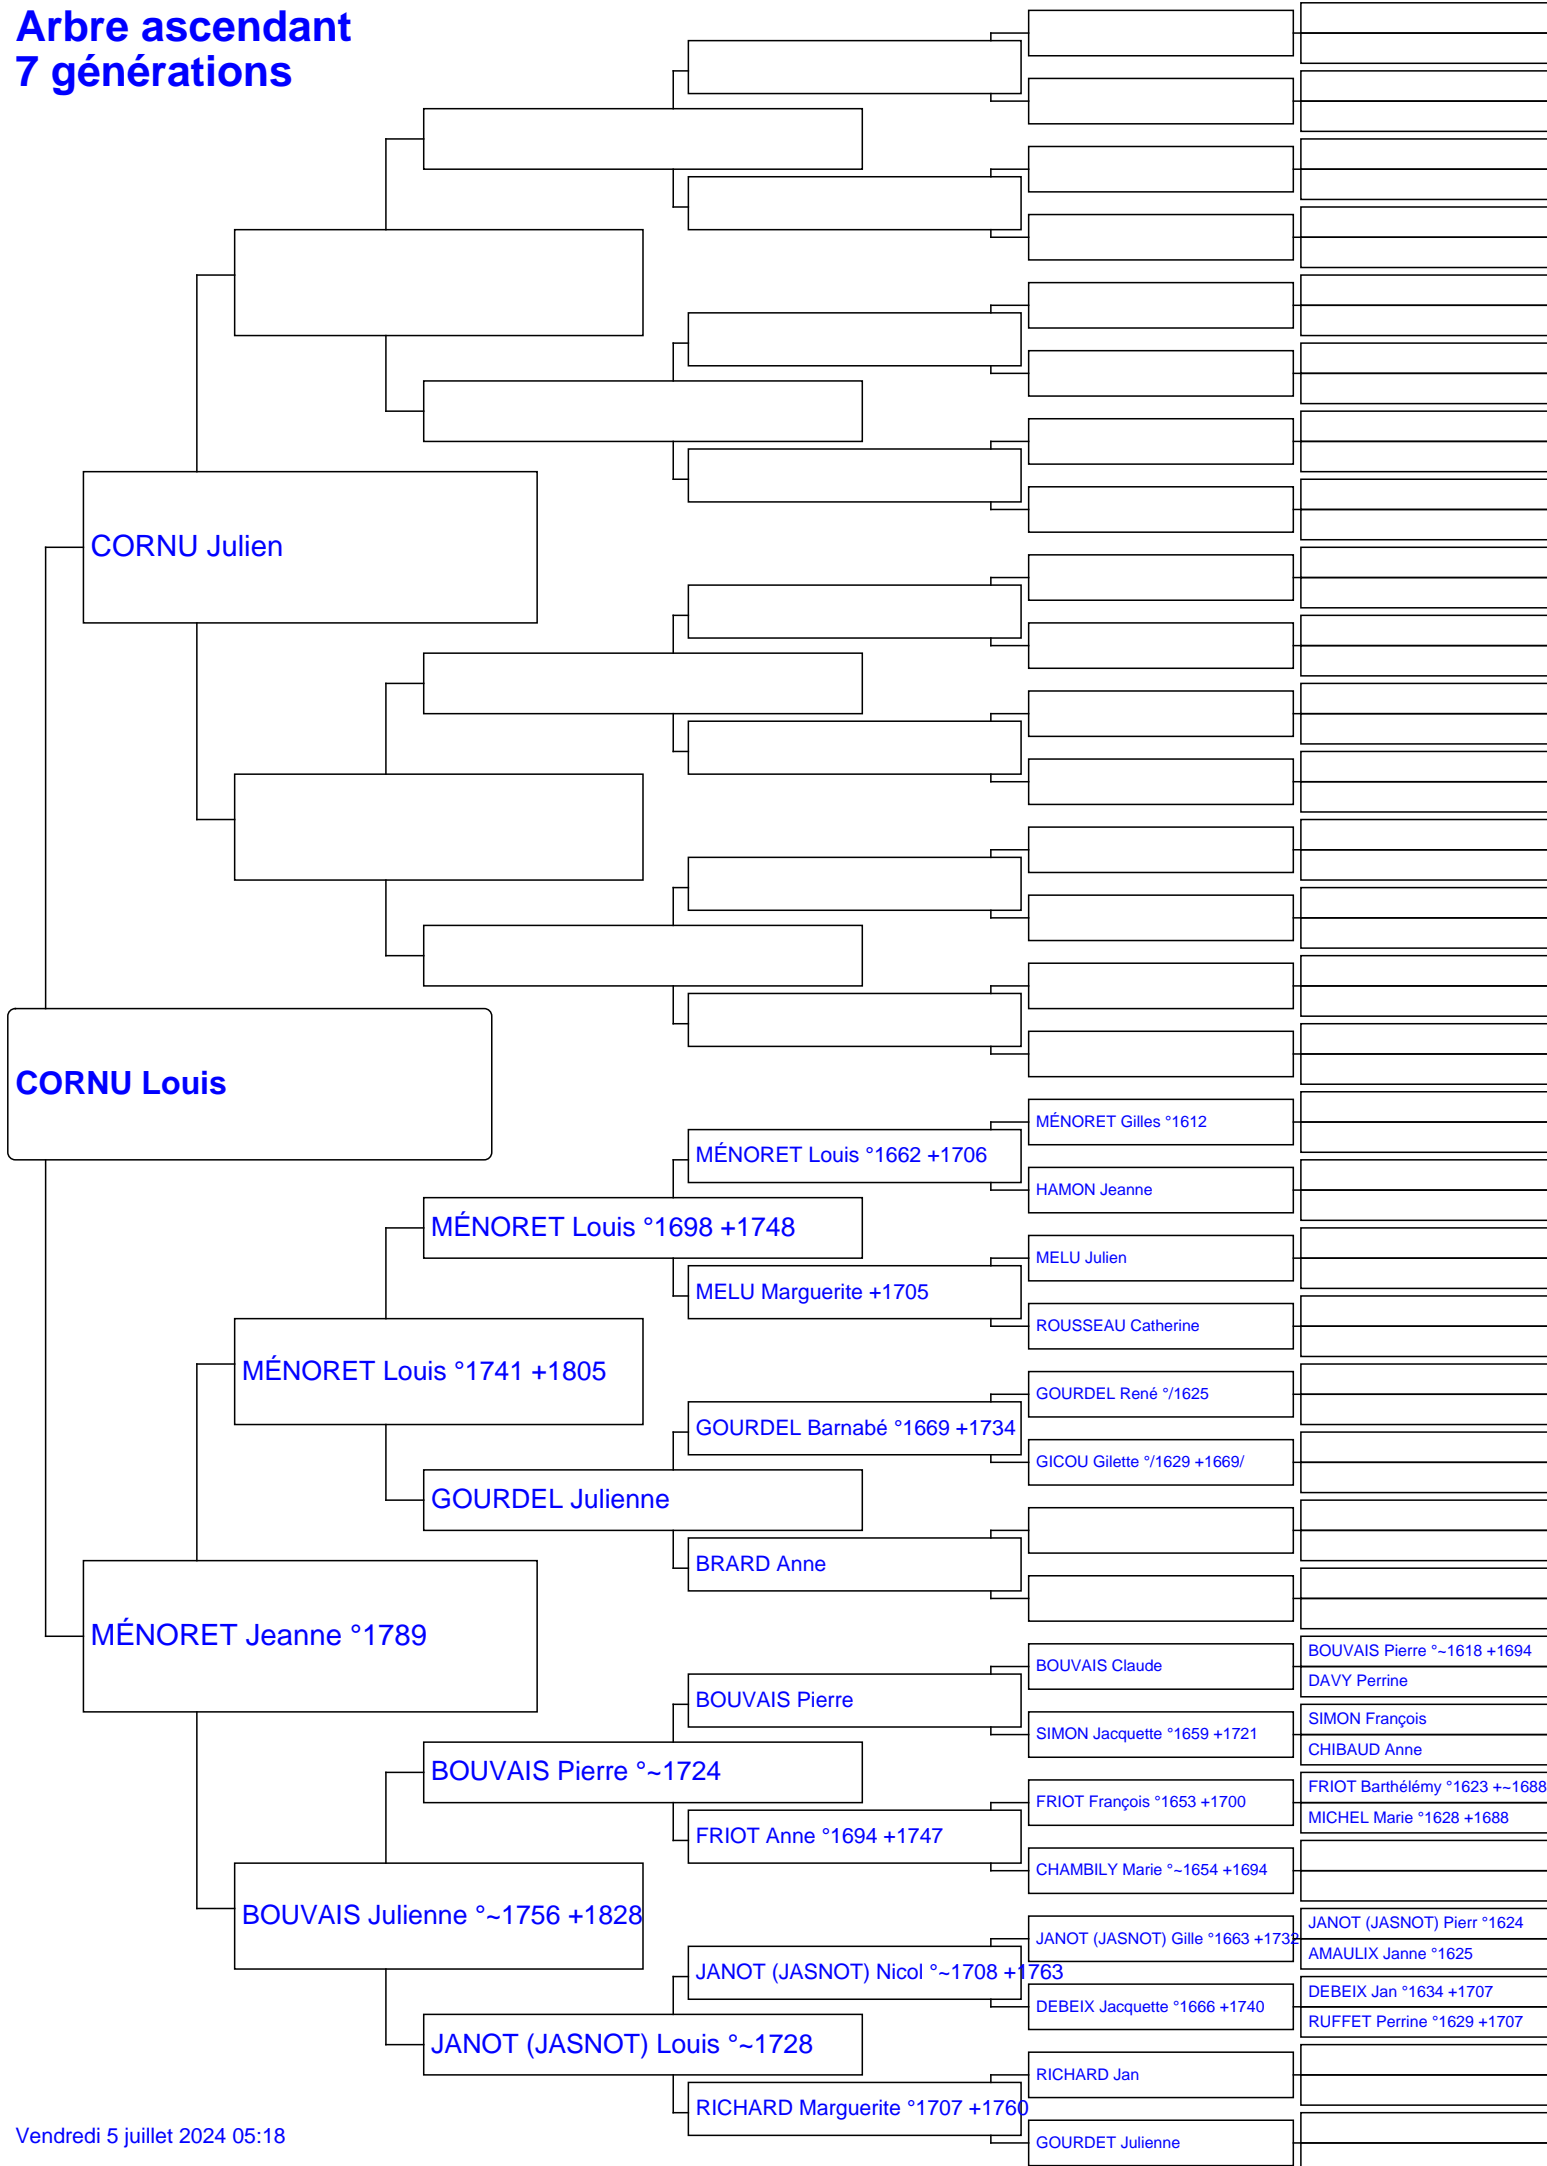 Arbre ascendant
7 générations
CORNU Julien
CORNU Louis
MÉNORET Gilles °1612
MÉNORET Louis °1662 +1706
HAMON Jeanne
MÉNORET Louis °1698 +1748
MELU Julien
MELU Marguerite +1705
ROUSSEAU Catherine
MÉNORET Louis °1741 +1805
GOURDEL René °/1625
GOURDEL Barnabé °1669 +1734
GICOU Gilette °/1629 +1669/
GOURDEL Julienne
BRARD Anne
MÉNORET Jeanne °1789
BOUVAIS Pierre °~1618 +1694
BOUVAIS Claude
DAVY Perrine
BOUVAIS Pierre
SIMON François
SIMON Jacquette °1659 +1721
CHIBAUD Anne
BOUVAIS Pierre °~1724
FRIOT Barthélémy °1623 +~1688
FRIOT François °1653 +1700
MICHEL Marie °1628 +1688
FRIOT Anne °1694 +1747
CHAMBILY Marie °~1654 +1694
BOUVAIS Julienne °~1756 +1828
JANOT (JASNOT) Pierr °1624
JANOT (JASNOT) Gille °1663 +1732
AMAULIX Janne °1625
JANOT (JASNOT) Nicol °~1708 +1763
DEBEIX Jan °1634 +1707
DEBEIX Jacquette °1666 +1740
RUFFET Perrine °1629 +1707
JANOT (JASNOT) Louis °~1728
RICHARD Jan
RICHARD Marguerite °1707 +1760
GOURDET Julienne
Vendredi 5 juillet 2024 05:18